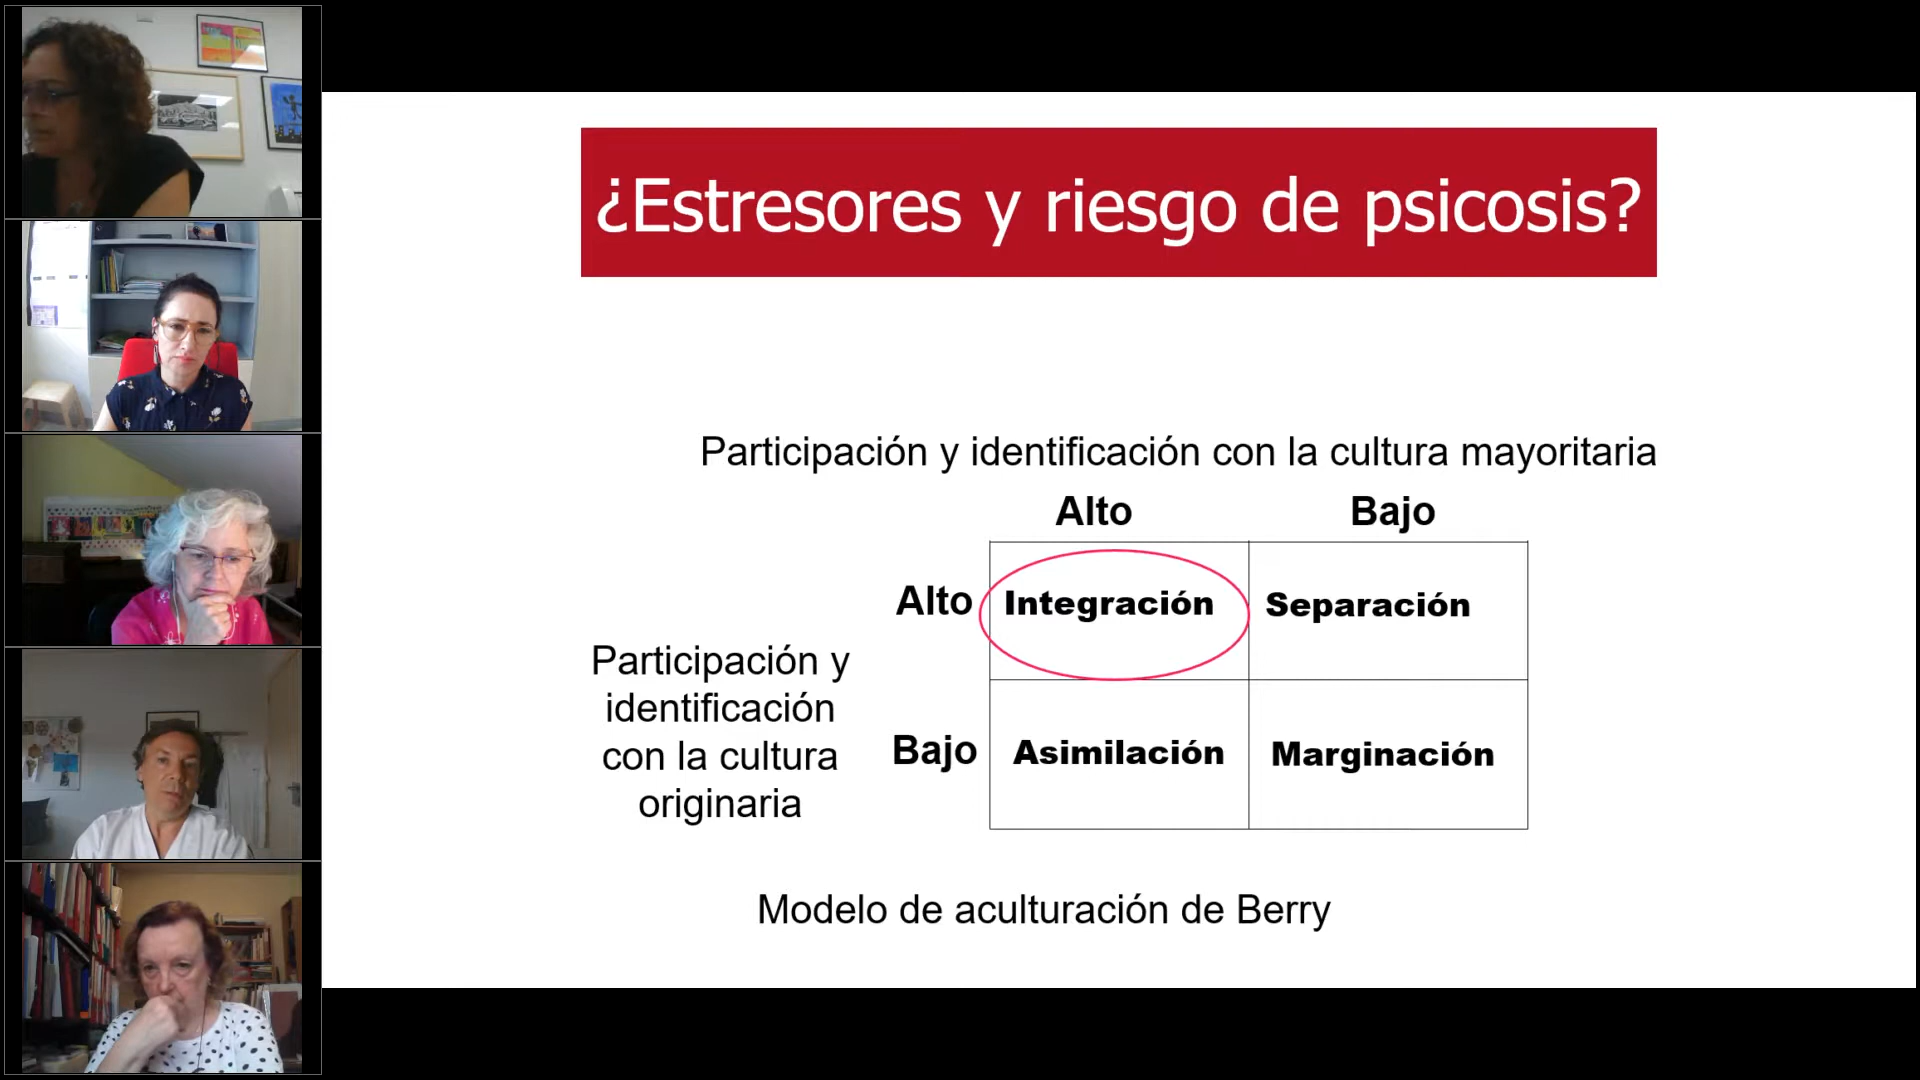 ¿Estresores y riesgo de psicosis?
Participación y identificación con la cultura mayoritaria
Alto Bajo
Alto Integración Separación
Participación y
identificación
con la cultura
originaria
Bajo Asimilación Marginación
Modelo de aculturación de Berry